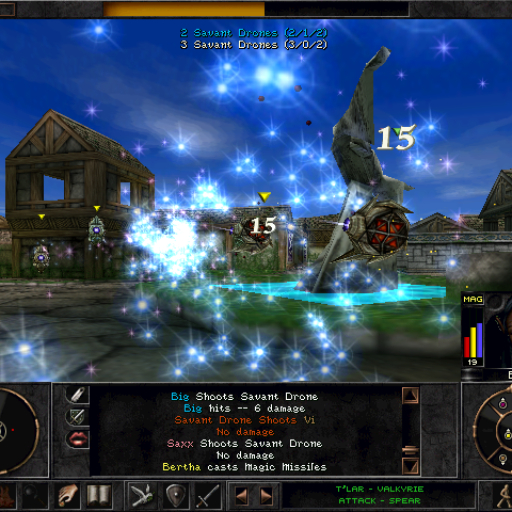 2 Savant Drones (2/1/2)
3 Savant Drones (3/0/2)
15
15
MAG
19
Big Shoots Savant Drone
Big hits -- 6 damage
Savant Drone Shoots Vi
No damage
Saxx Shoots Savant Drone
No damage
Bertha casts Magic Missiles
T'LAR - VALKYRIE
ATTACK - SPEAR